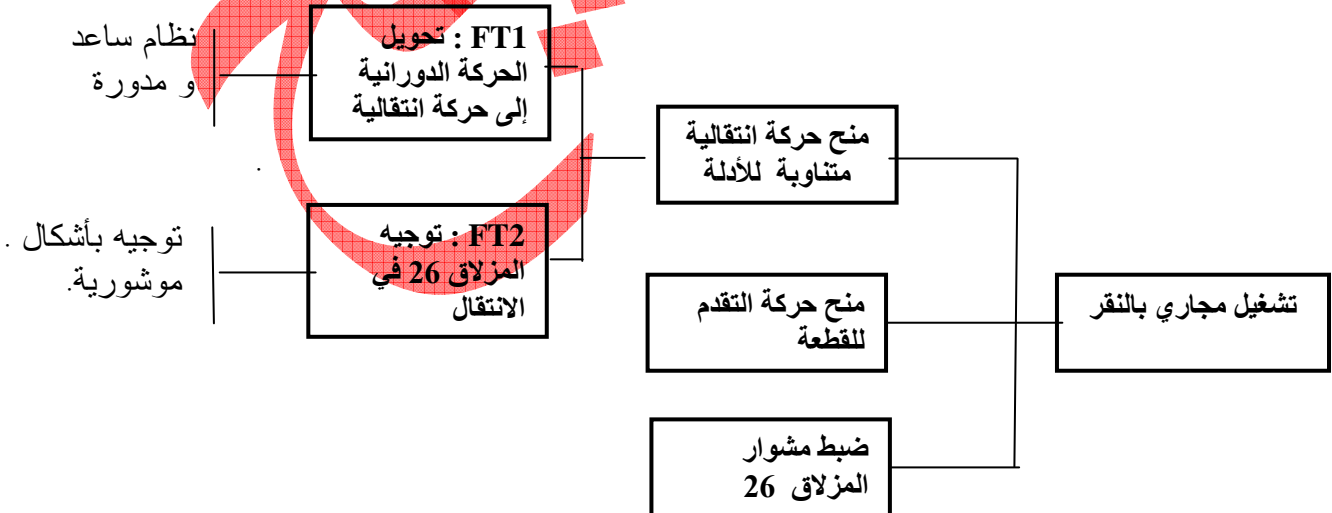 نظام ساعد
و مدورة
FT1 : تحويل
الحركة الدورانية
إلى حركة انتقالية
منح حركة انتقالية
متناوبة للأدلة
توجيه بأشكال .
موشورية.
FT2 : توجيه
المزلاق 26 في
الانتقال
منح حركة التقدم
للقطعة
تشغيل مجاري بالنقر
ضبط مشوار
المزلاق 26